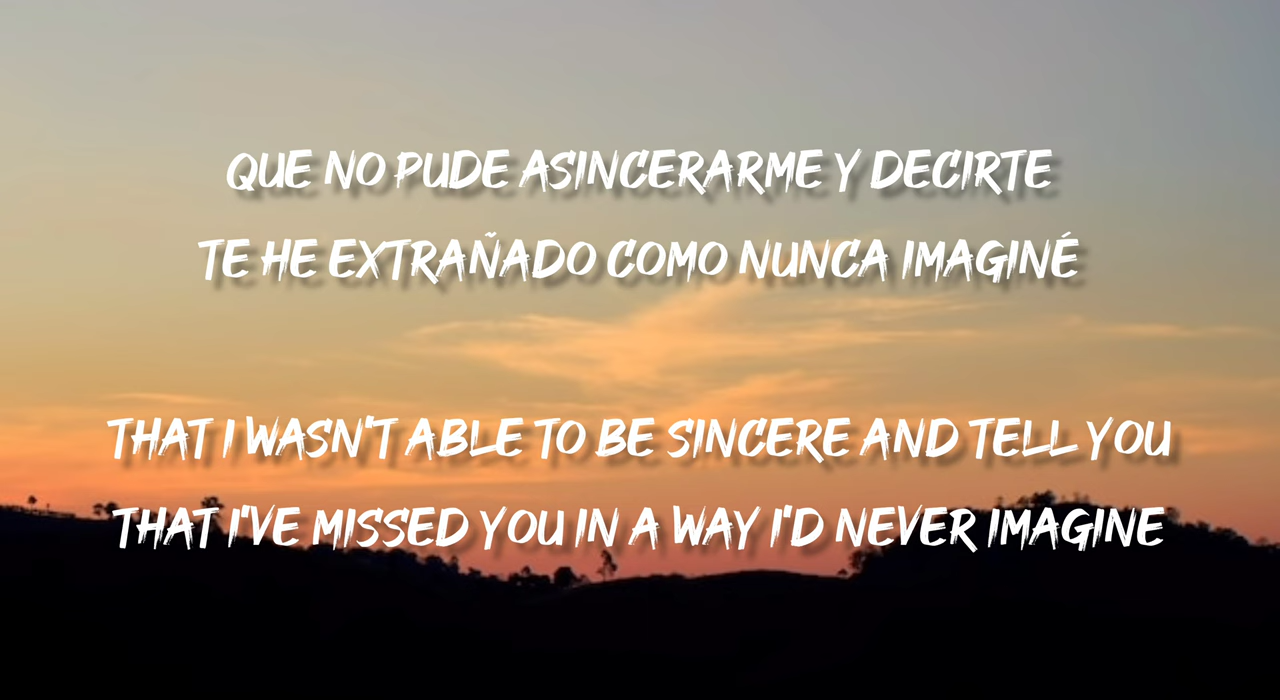 QUE NO PUDE ASINCERARME Y DECIRTE
TE HE EXTRAÑADO COMO NUNCA IMAGINÉ
THAT I WASN'T ABLE TO BE SINCERE AND TELL YOU
THAT I'VE MISSED YOU IN A WAY I'D NEVER IMAGINE